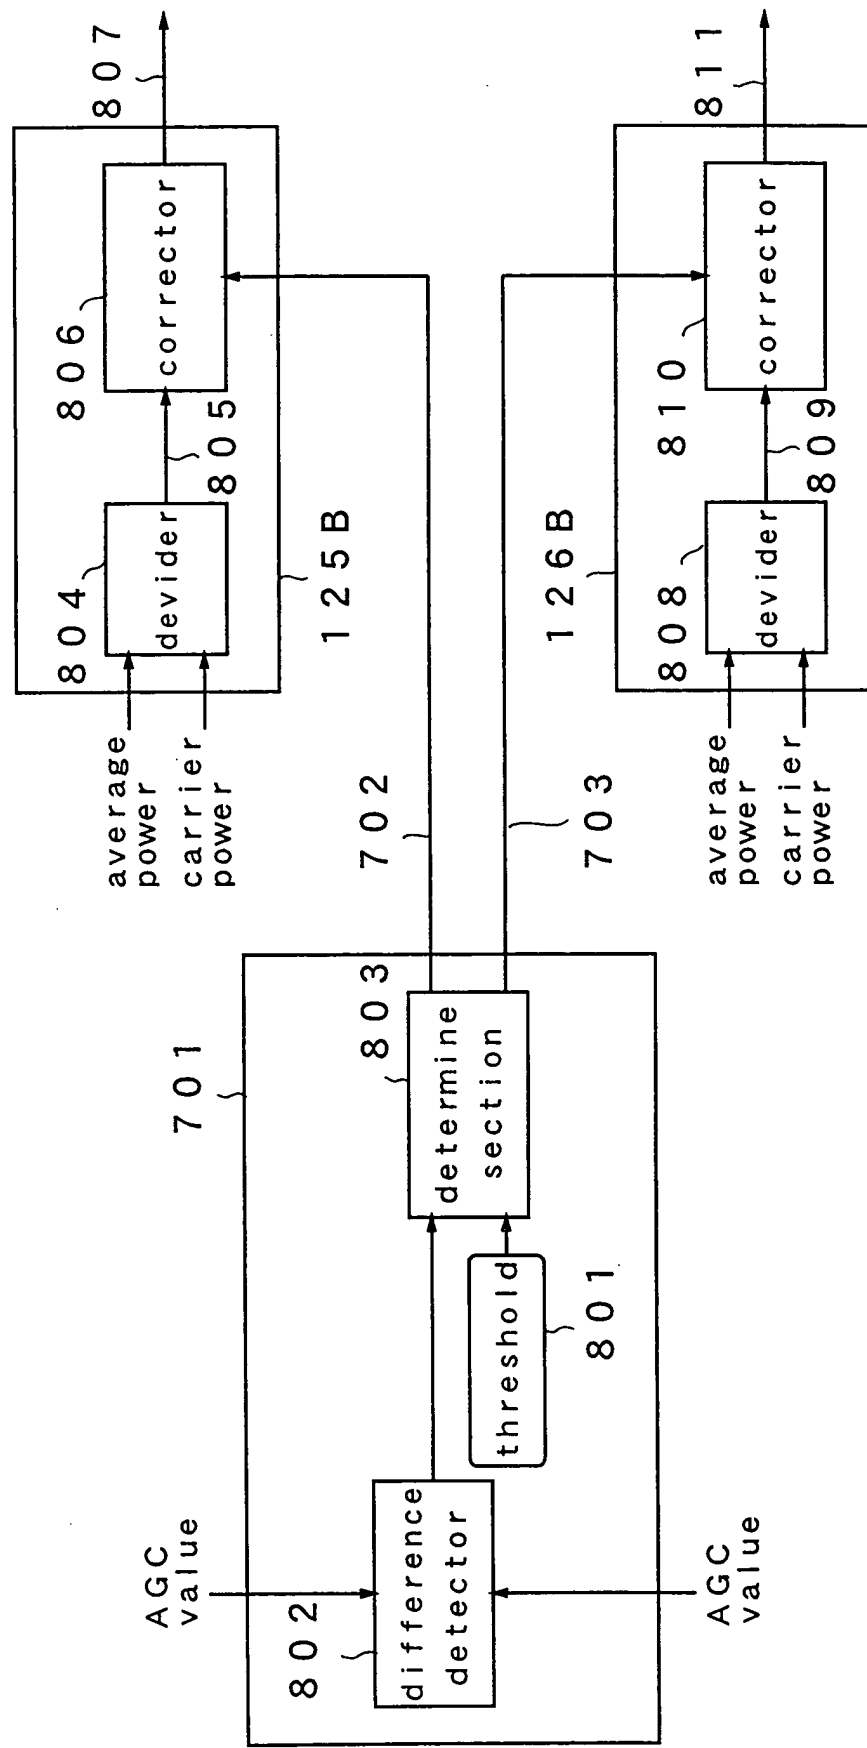 AGC
value
802
difference
detector
AGC
value
701
threshold
801
803
determine
section
702
703
average
power
carrier
power
804
devider
805
806
corrector
807
125B
average
power
carrier
power
808
devider
809
810
corrector
811
126B